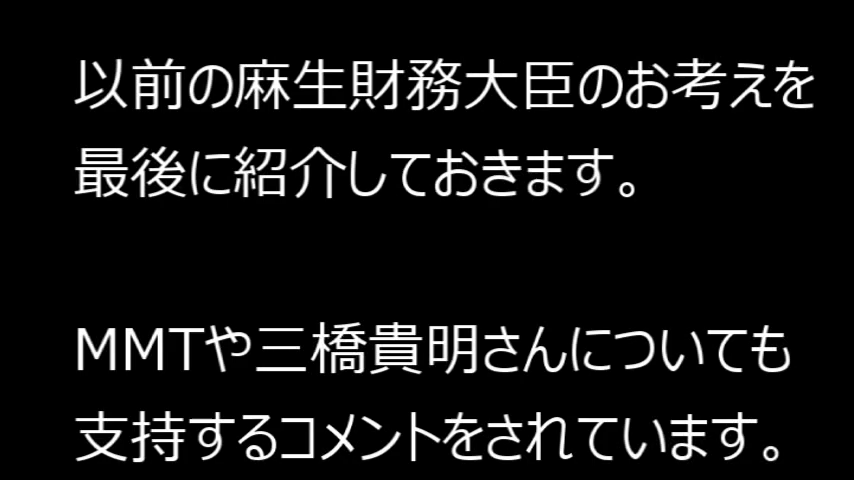 以前の麻生財務大臣のお考えを
最後に紹介しておきます。
MMTや三橋貴明さんについても
支持するコメントをされています。